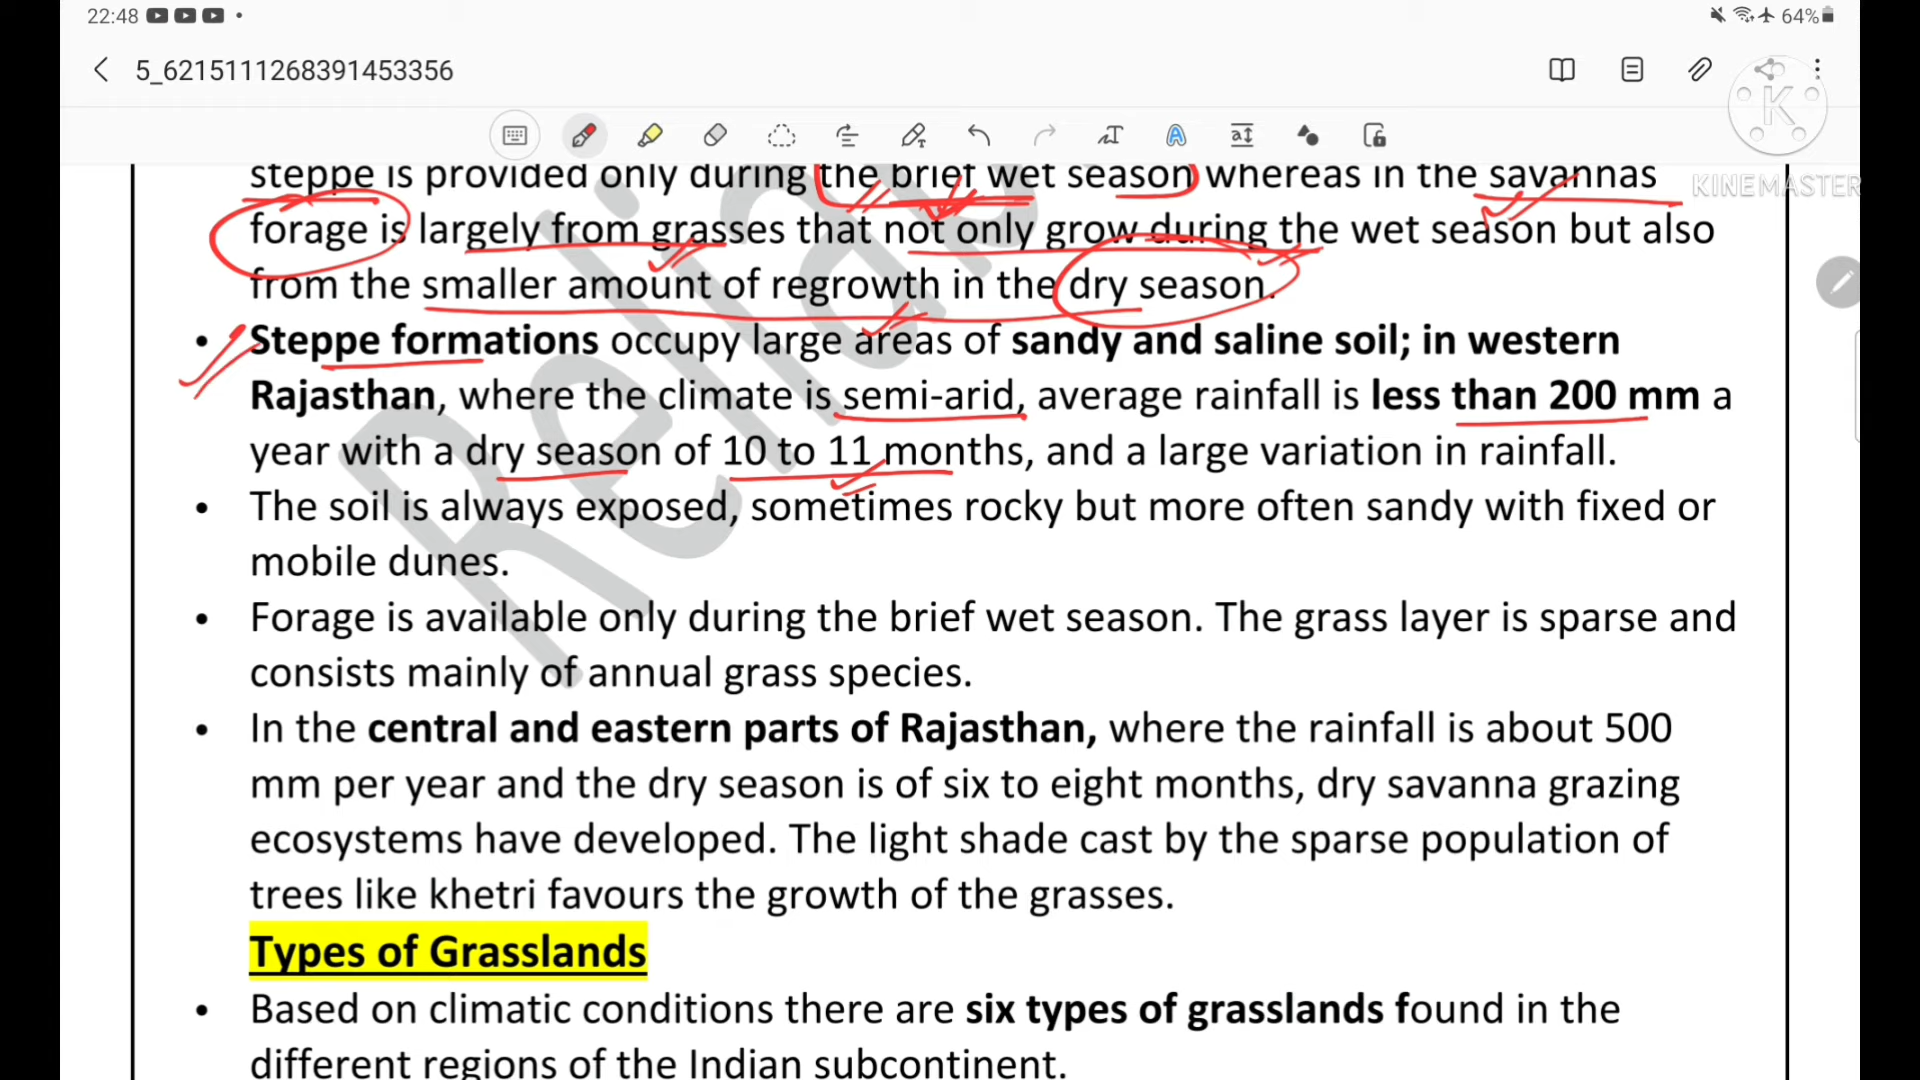 22:48
64%
5_6215111268391453356
K
KINEMASTER
steppe is provided only during the brief wet season whereas in the savannas
forage is largely from grasses that not only grow during the wet season but also
from the smaller amount of regrowth in the dry season.
• Steppe formations occupy large areas of sandy and saline soil; in western
Rajasthan, where the climate is semi-arid, average rainfall is less than 200 mm a
year with a dry season of 10 to 11 months, and a large variation in rainfall.
• The soil is always exposed, sometimes rocky but more often sandy with fixed or
mobile dunes.
• Forage is available only during the brief wet season. The grass layer is sparse and
consists mainly of annual grass species.
• In the central and eastern parts of Rajasthan, where the rainfall is about 500
mm per year and the dry season is of six to eight months, dry savanna grazing
ecosystems have developed. The light shade cast by the sparse population of
trees like khetri favours the growth of the grasses.
Types of Grasslands
• Based on climatic conditions there are six types of grasslands found in the
different regions of the Indian subcontinent.